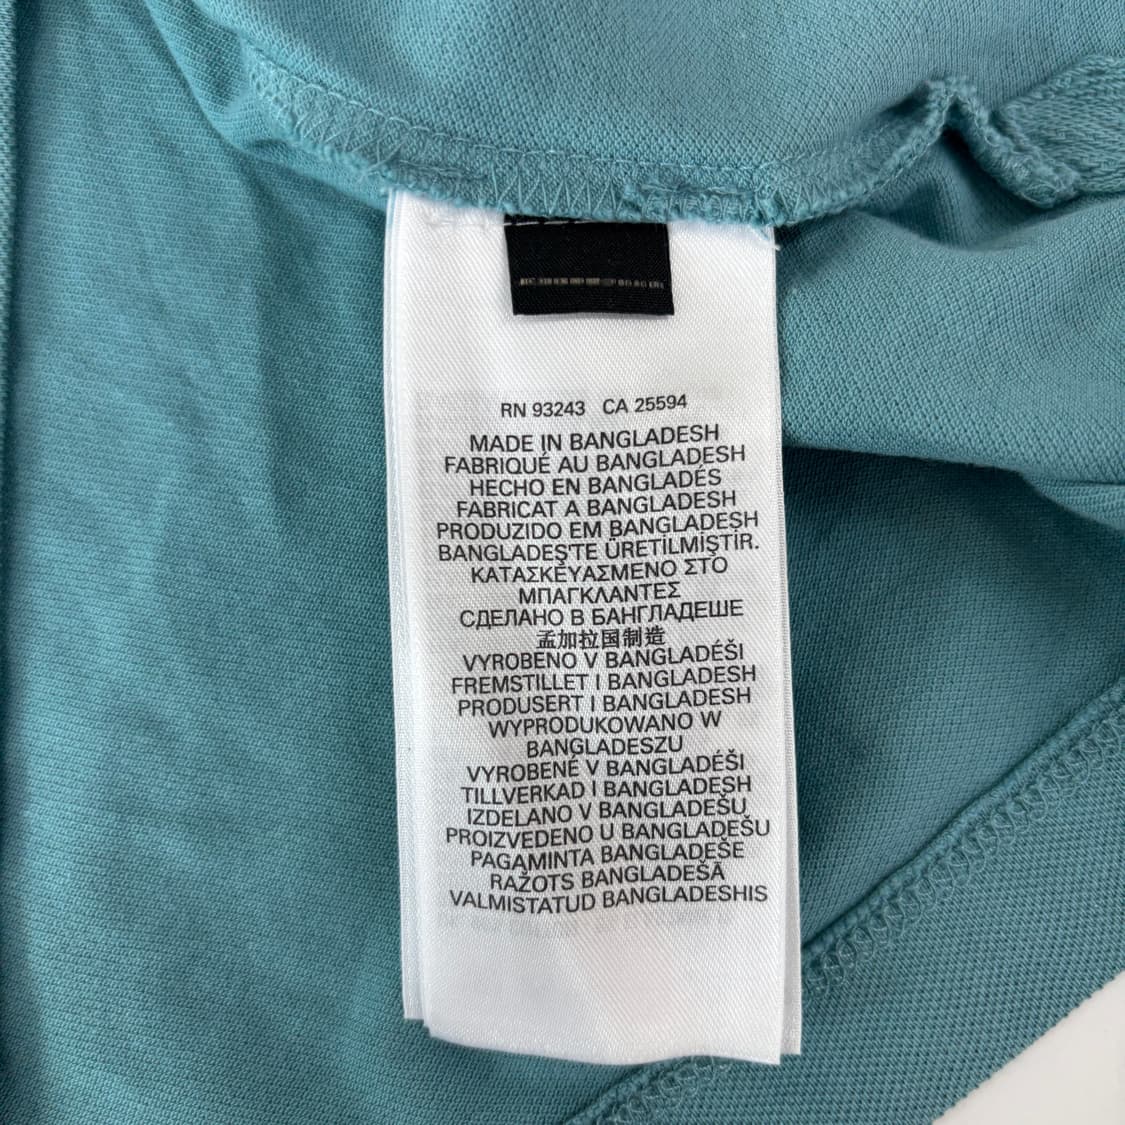 RN 93243 CA 25594
MADE IN BANGLADESH
FABRIQUÉ AU BANGLADESH
HECHO EN BANGLADÉS
FABRICAT A BANGLADESH
PRODUZIDO EM BANGLADESH
BANGLADEŞ'TE ÜRETİLMİŞTİR.
ΚΑΤΑΣΚΕΥΑΣΜΕΝΟ ΣΤΟ
ΜΠΑΓΚΛΑΝΤΕΣ
СДЕЛАНО В БАНГЛАДЕШЕ
孟加拉国制造
VYROBENO V BANGLADÉŠI
FREMSTILLET I BANGLADESH
PRODUSERT I BANGLADESH
WYPRODUKOWANO W
BANGLADESZU
VYROBENÉ V BANGLADÉŠI
TILLVERKAD I BANGLADESH
IZDELANO V BANGLADEŠU
PROIZVEDENO U BANGLADEŠU
PAGAMINTA BANGLADEŠE
RAŽOTS BANGLADEŠĀ
VALMISTATUD BANGLADESHIS